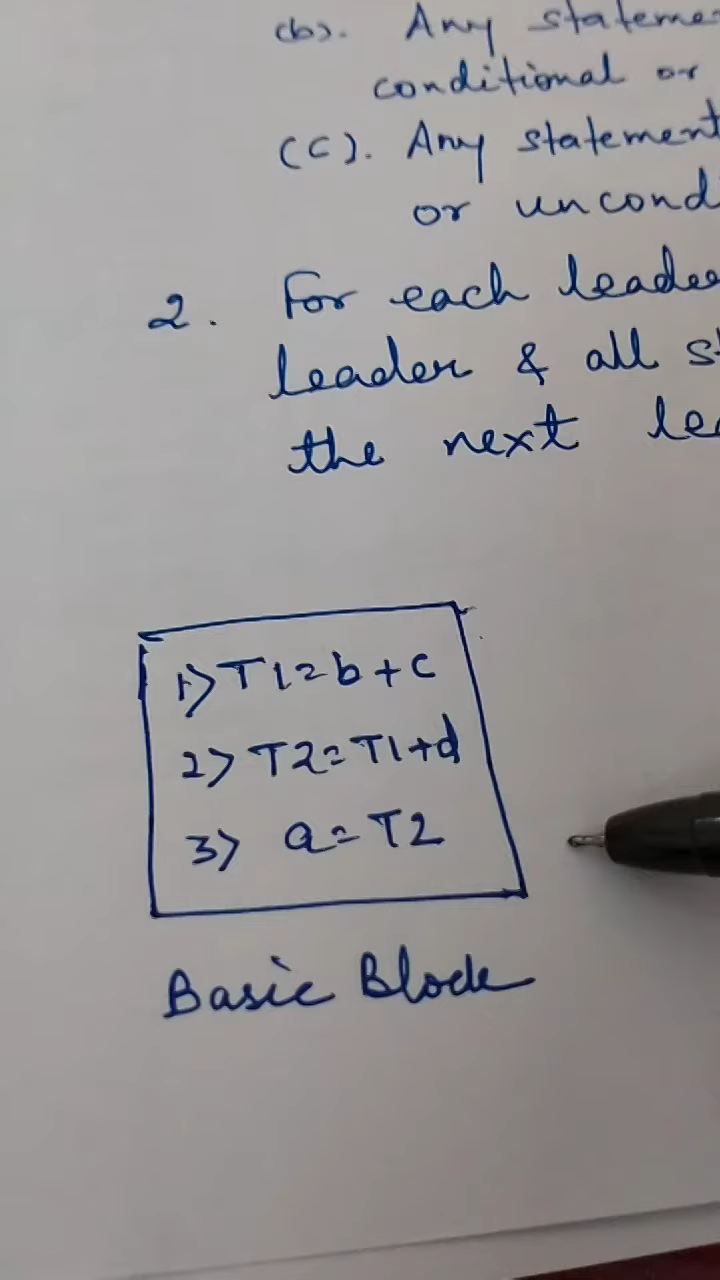 (b). Any stateme
conditional or
(c). Any statement
or uncond
2. For each leade
leader & all s
the next le
1) T1=b+c
2) T2=T1+d
3) a=T2
Basic Block